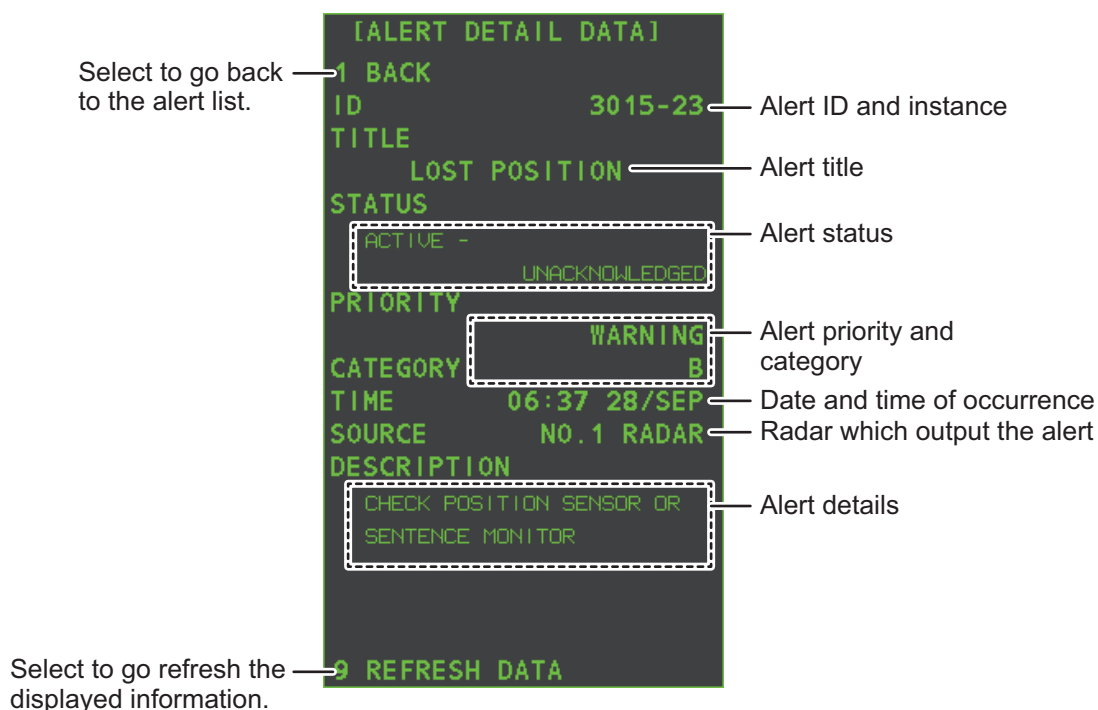 [ALERT DETAIL DATA]
Select to go back
to the alert list.
1 BACK
ID 3015-23
Alert ID and instance
TITLE
LOST POSITION
Alert title
STATUS
ACTIVE -
UNACKNOWLEDGED
Alert status
PRIORITY
WARNING
CATEGORY B
Alert priority and
category
TIME 06:37 28/SEP
Date and time of occurrence
SOURCE NO.1 RADAR
Radar which output the alert
DESCRIPTION
CHECK POSITION SENSOR OR
SENTENCE MONITOR
Alert details
Select to go refresh the
displayed information.
9 REFRESH DATA